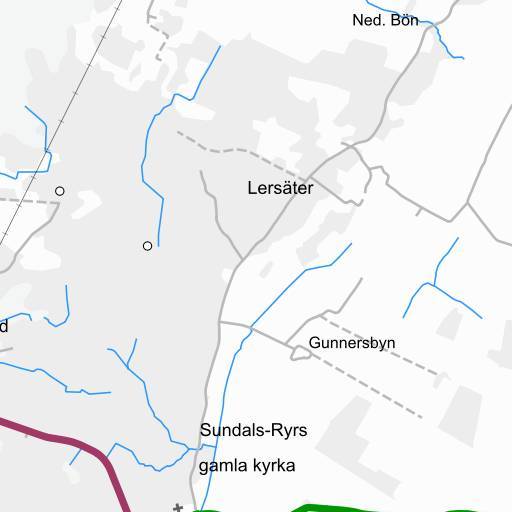 Ned. Bön
Lersäter
d
Gunnersbyn
Sundals-Ryrs
gamla kyrka